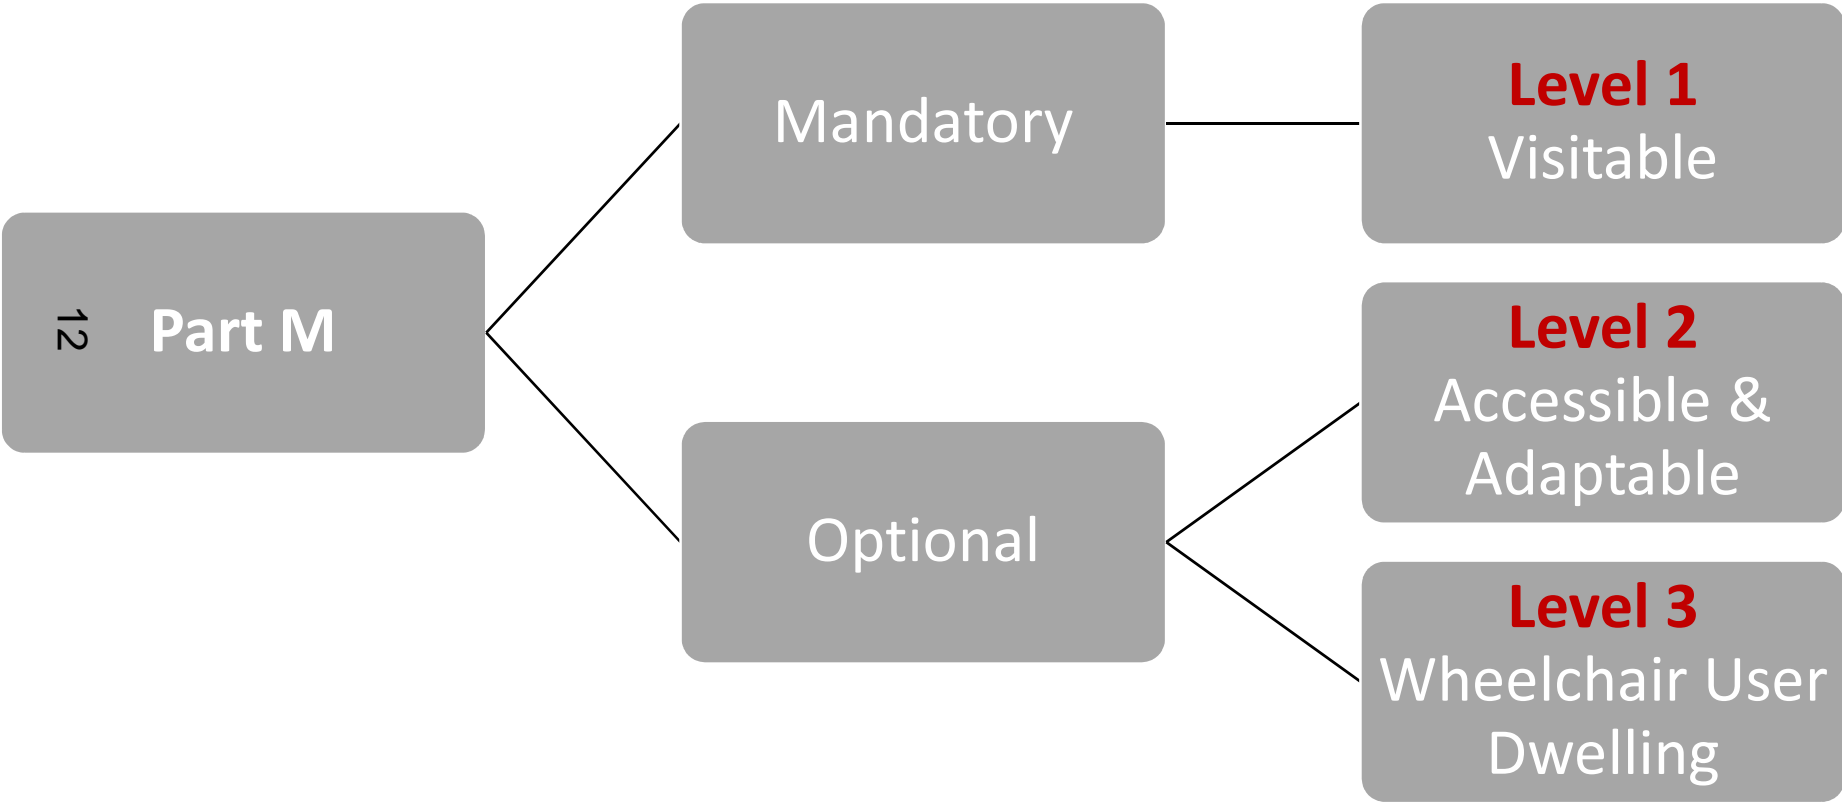 12
Part M
Mandatory
Level 1
Visitable
Optional
Level 2
Accessible &
Adaptable
Level 3
Wheelchair User
Dwelling